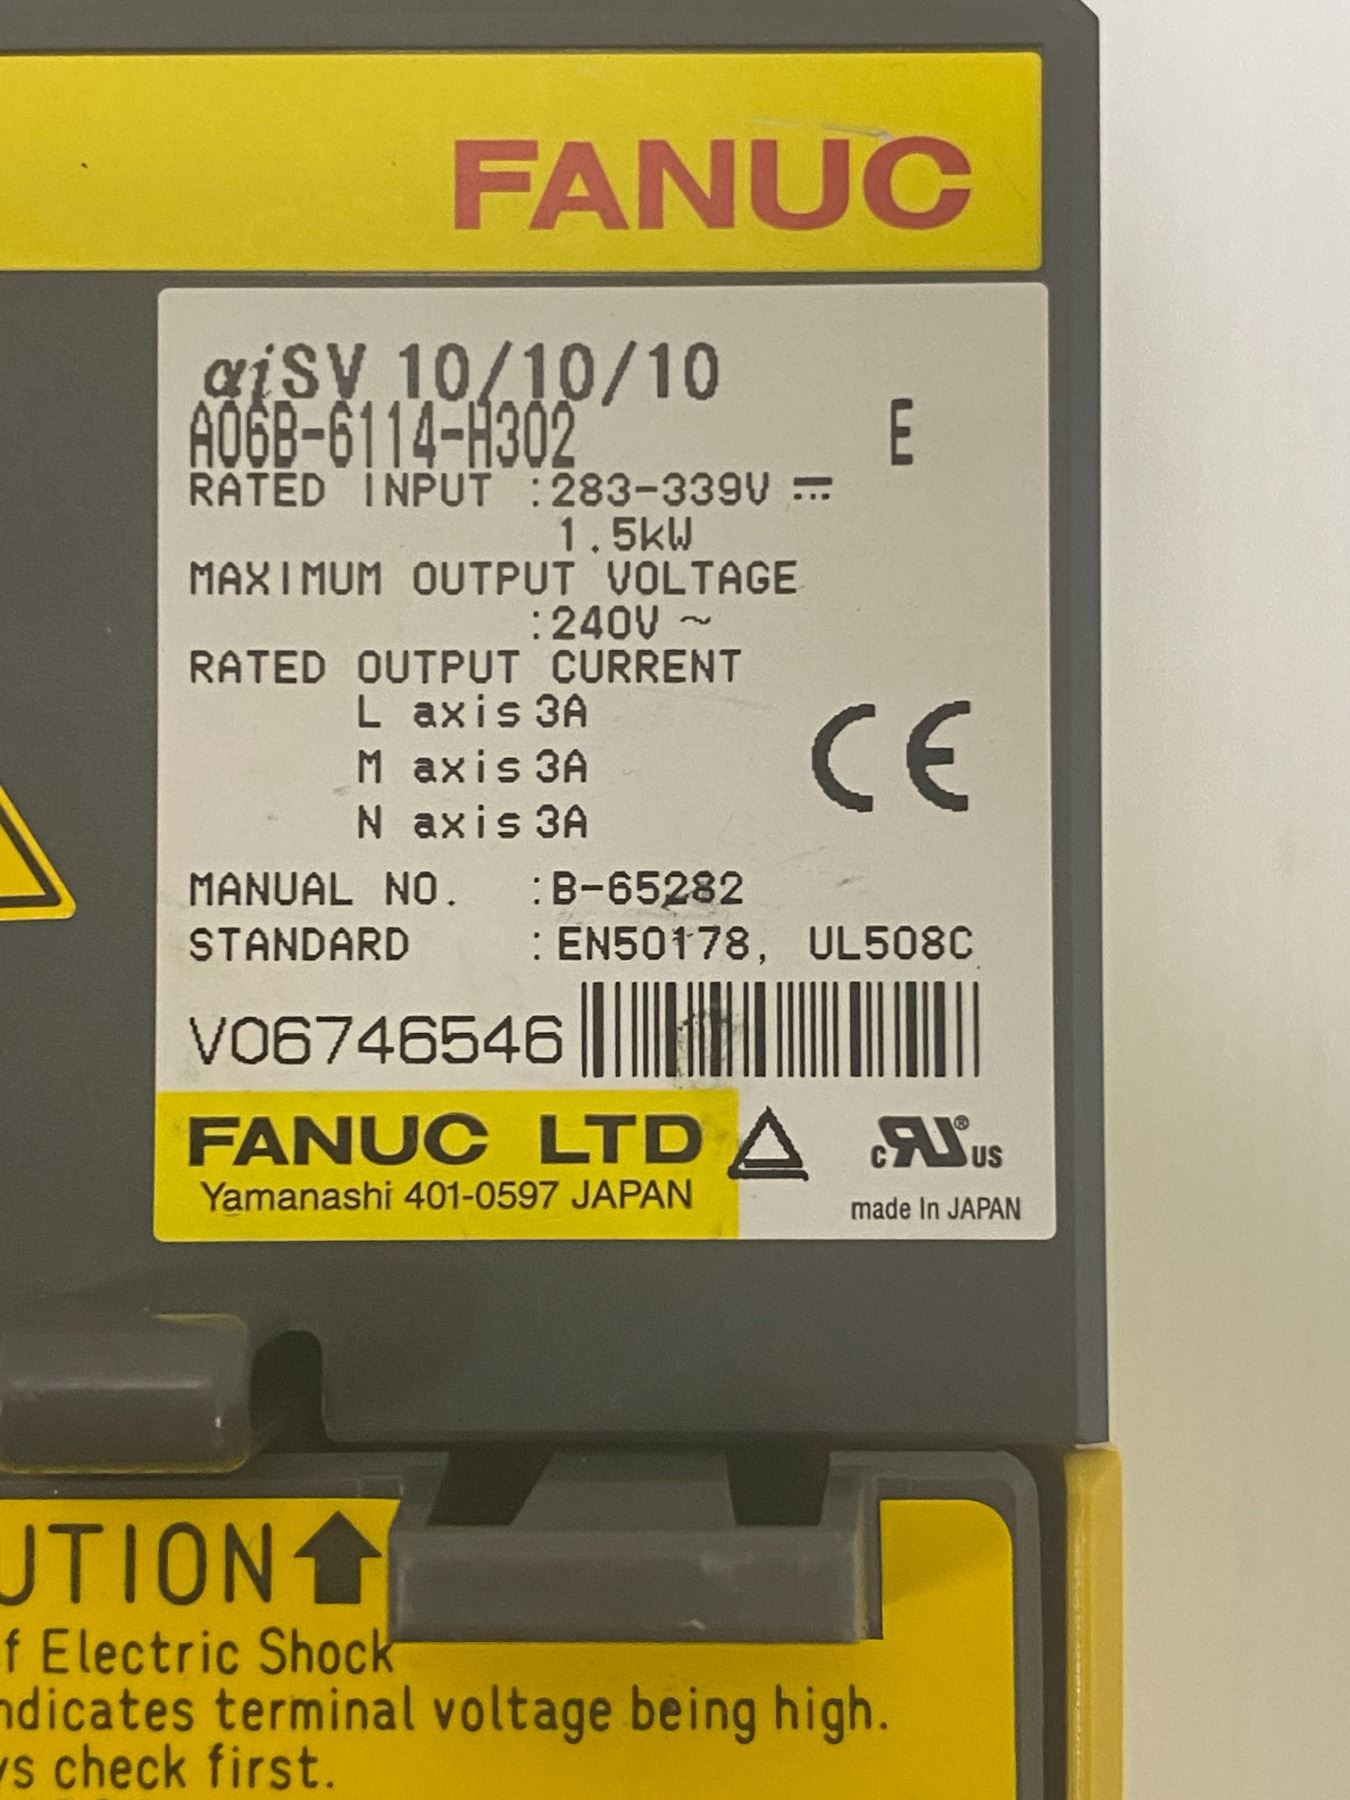 FANUC
αiSV 10/10/10
A06B-6114-H302 E
RATED INPUT :283-339V ⎓
1.5kW
MAXIMUM OUTPUT VOLTAGE
:240V ~
RATED OUTPUT CURRENT
L axis 3A
M axis 3A
N axis 3A
CE
MANUAL NO. :B-65282
STANDARD :EN50178, UL508C
V06746546
FANUC LTD
Yamanashi 401-0597 JAPAN
c RU® US
made In JAPAN
UTION
f Electric Shock
ndicates terminal voltage being high.
ys check first.